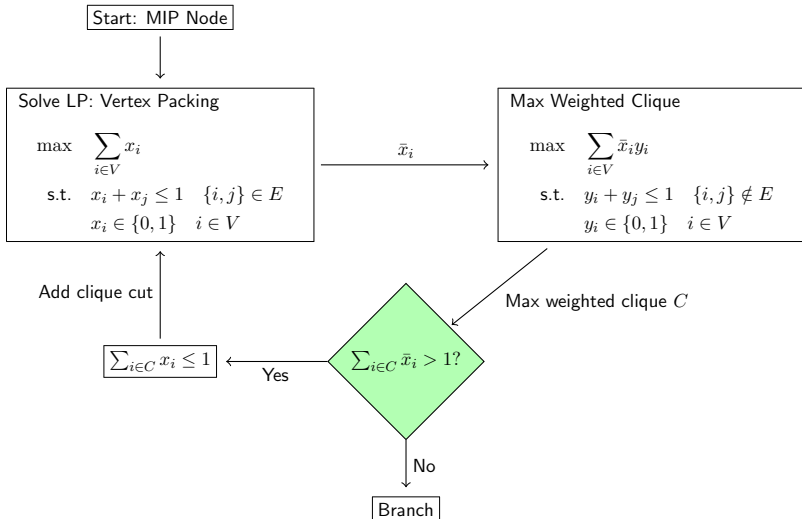 Start: MIP Node
Solve LP: Vertex Packing
max ∑_{i∈V} x_i
s.t. x_i + x_j ≤ 1 {i, j} ∈ E
x_i ∈ {0, 1} i ∈ V
x̄_i
Max Weighted Clique
max ∑_{i∈V} x̄_i y_i
s.t. y_i + y_j ≤ 1 {i, j} ∉ E
y_i ∈ {0, 1} i ∈ V
Max weighted clique C
∑_{i∈C} x̄_i > 1?
Yes
∑_{i∈C} x_i ≤ 1
Add clique cut
No
Branch